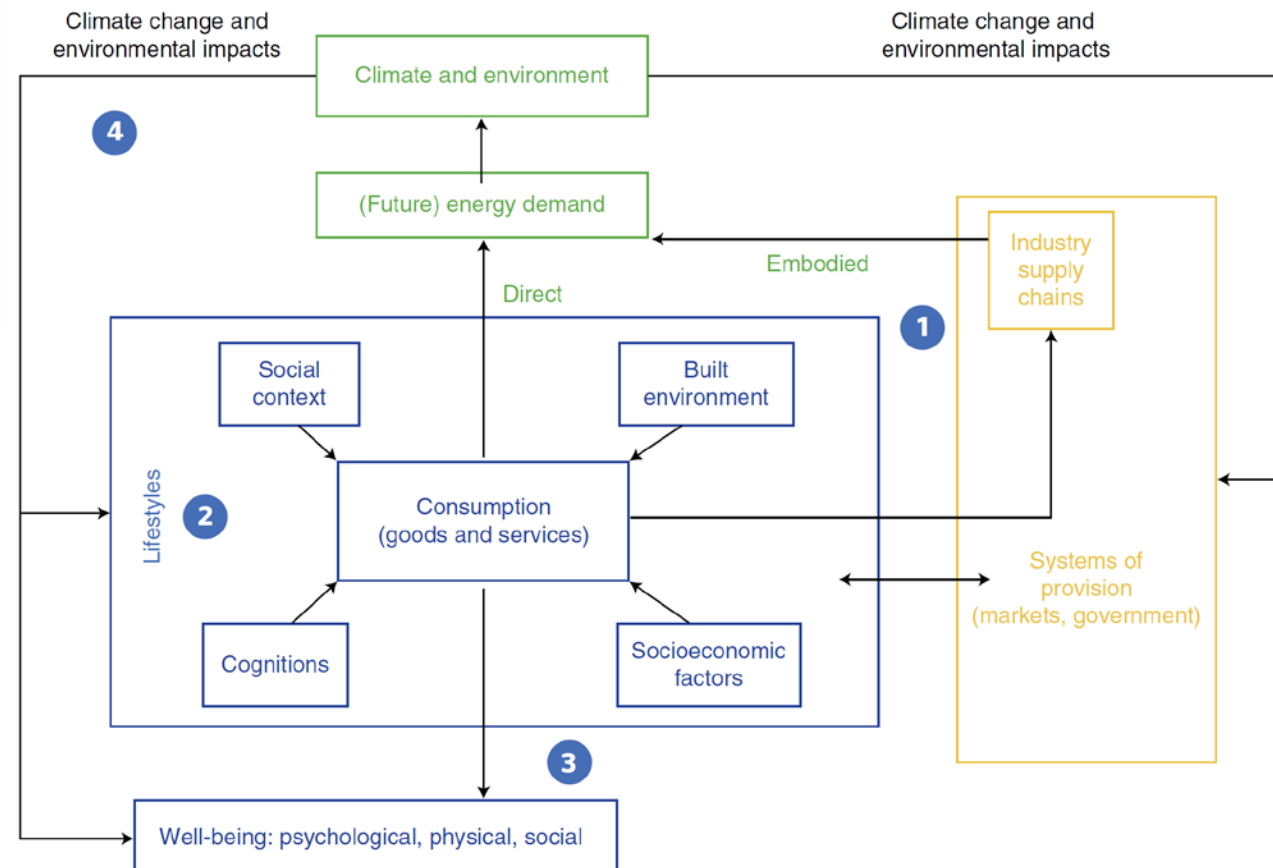 Climate change and
environmental impacts
Climate change and
environmental impacts
Climate and environment
4
(Future) energy demand
Industry
supply
chains
Embodied
Direct
1
Social
context
Built
environment
Lifestyles
2
Consumption
(goods and services)
Systems of
provision
(markets, government)
Cognitions
Socioeconomic
factors
3
Well-being: psychological, physical, social